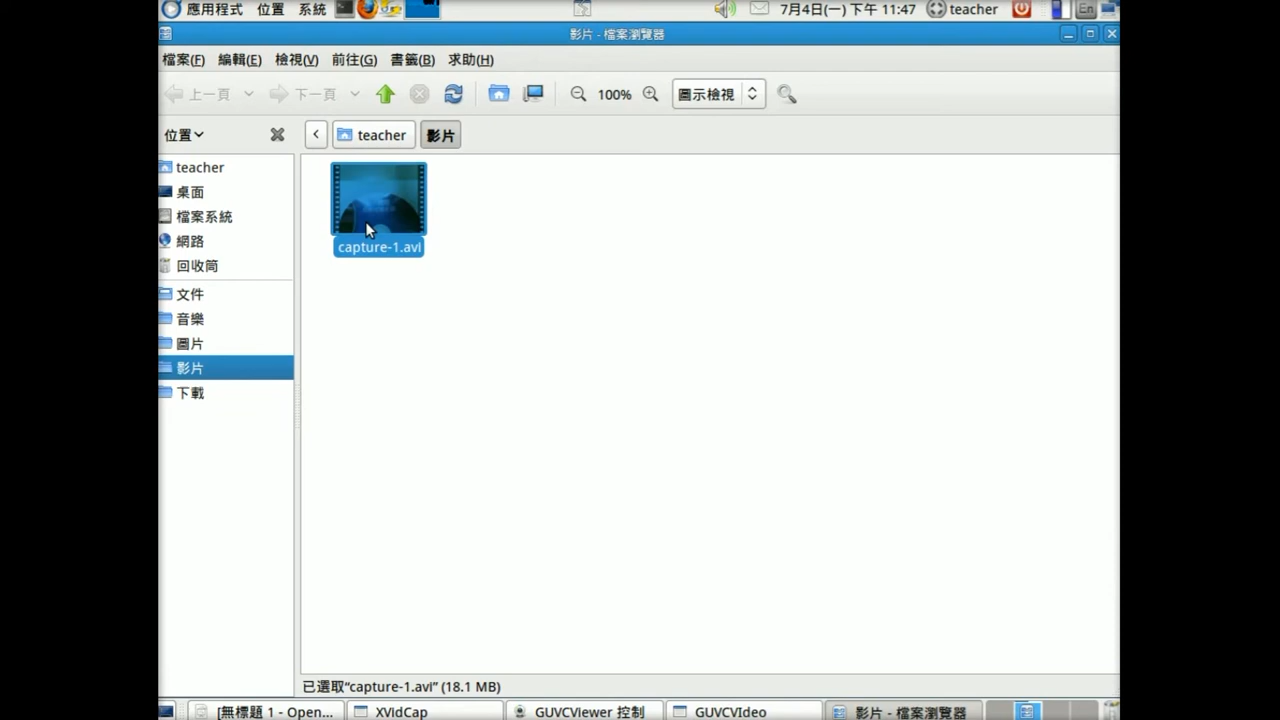 應用程式 位置 系統 7月4日(一) 下午 11:47 teacher En
影片 - 檔案瀏覽器
檔案(F) 編輯(E) 檢視(V) 前往(G) 書籤(B) 求助(H)
上一頁 下一頁 100% 圖示檢視
位置 teacher 影片
teacher
桌面
檔案系統
網路
回收筒
文件
音樂
圖片
影片
下載
capture-1.avi
已選取“capture-1.avi” (18.1 MB)
[無標題 1 - Open... XVidCap GUVCViewer 控制 GUVCVIdeo 影片 - 檔案瀏覽器